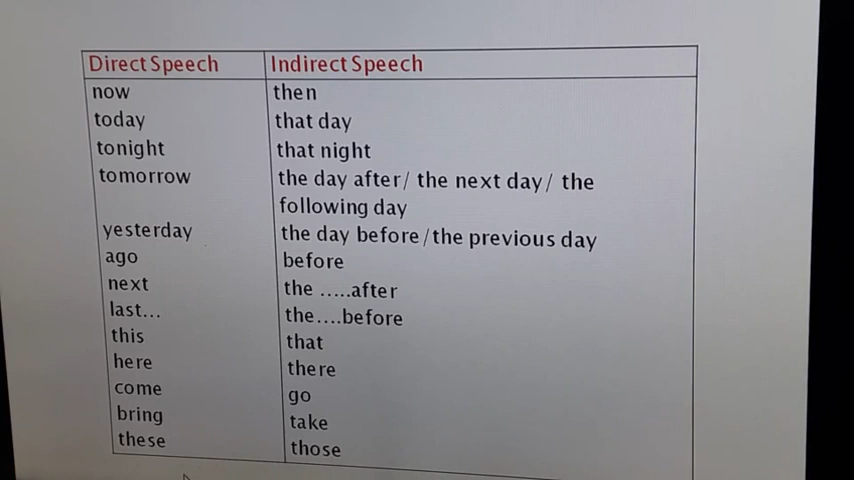 Direct Speech Indirect Speech
now then
today that day
tonight that night
tomorrow the day after/ the next day/ the
following day
yesterday the day before/the previous day
ago before
next the .....after
last... the....before
this that
here there
come go
bring take
these those